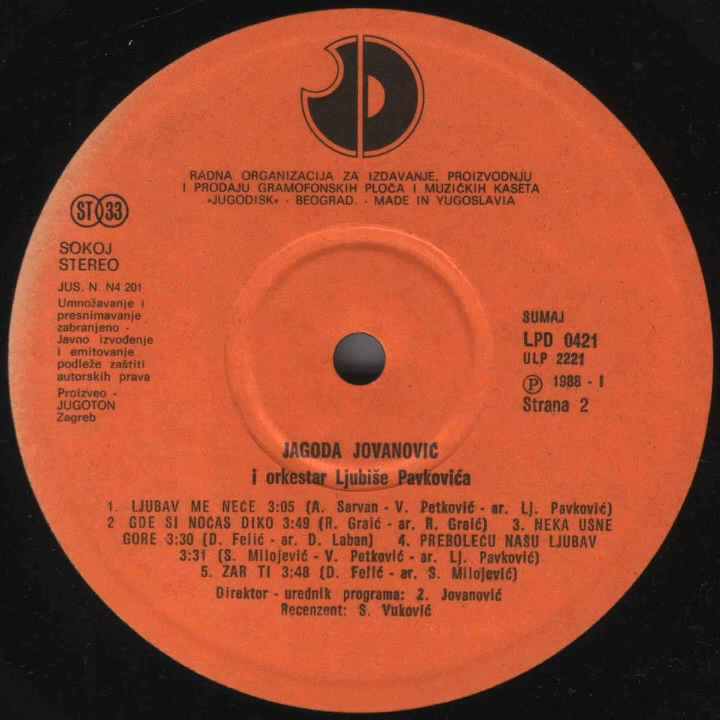 RADNA ORGANIZACIJA ZA IZDAVANJE, PROIZVODNJU
I PRODAJU GRAMOFONSKIH PLOČA I MUZIČKIH KASETA
«JUGODISK» - BEOGRAD. - MADE IN YUGOSLAVIA
ST 33
SOKOJ
STEREO
JUS. N. N4 201
Umnožavanje i
presnimavanje
zabranjeno -
Javno izvođenje
i emitovanje
podleže zaštiti
autorskih prava
Proizveo -
JUGOTON
Zagreb
SUMAJ
LPD 0421
ULP 2221
Ⓟ 1988 - I
Strana 2
JAGODA JOVANOVIĆ
i orkestar Ljubiše Pavkovića
1. LJUBAV ME NEĆE 3:05 (A. Sarvan - V. Petković - ar. Lj. Pavković)
2 GDE SI NOĆAS DIKO 3:49 (R. Graić - ar. R. Graić) 3. NEKA USNE
GORE 3:30 (D. Felić - ar. D. Laban) 4. PREBOLEĆU NAŠU LJUBAV
3:31 (S. Milojević - V. Petković - ar. Lj. Pavković)
5. ZAR TI 3:48 (D. Felić - ar. S. Milojević)
Direktor - urednik programa: Ž. Jovanović
Recenzent: S. Vuković